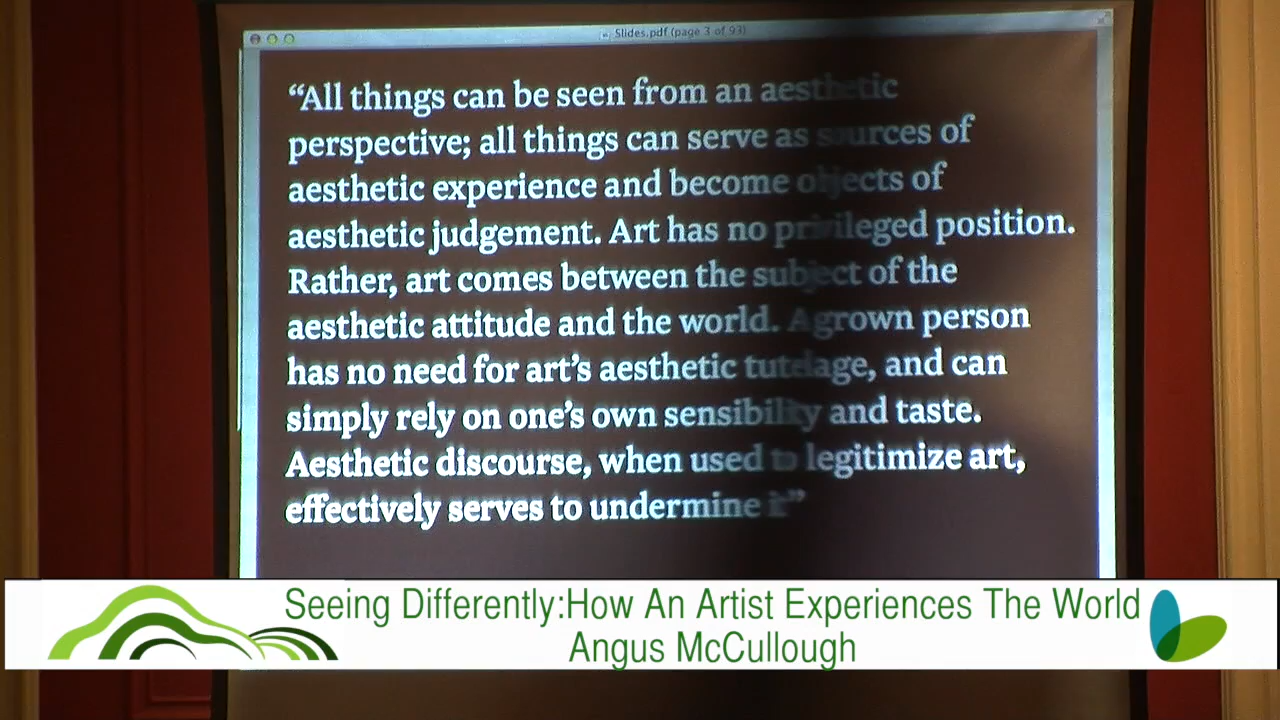 Slides.pdf (page 3 of 93)
“All things can be seen from an aesthetic
perspective; all things can serve as sources of
aesthetic experience and become objects of
aesthetic judgement. Art has no privileged position.
Rather, art comes between the subject of the
aesthetic attitude and the world. A grown person
has no need for art’s aesthetic tutelage, and can
simply rely on one’s own sensibility and taste.
Aesthetic discourse, when used to legitimize art,
effectively serves to undermine it”
Seeing Differently:How An Artist Experiences The World
Angus McCullough